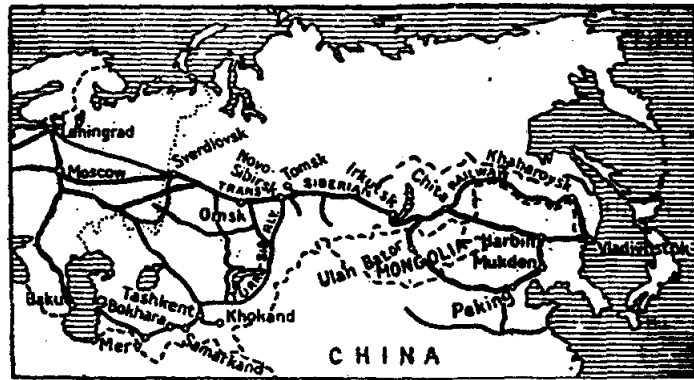 Leningrad
Moscow
Sverdlovsk
Novo-
Sibirsk
Tomsk
TRANS SIBERIAN RAILWAY
Omsk
Irkutsk
Chita
Khabarovsk
Ulan Bator
MONGOLIA
Harbin
Mukden
Vladivostok
Peking
Baku
Tashkent
Bokhara
Khokand
Merv
Samarkand
CHINA